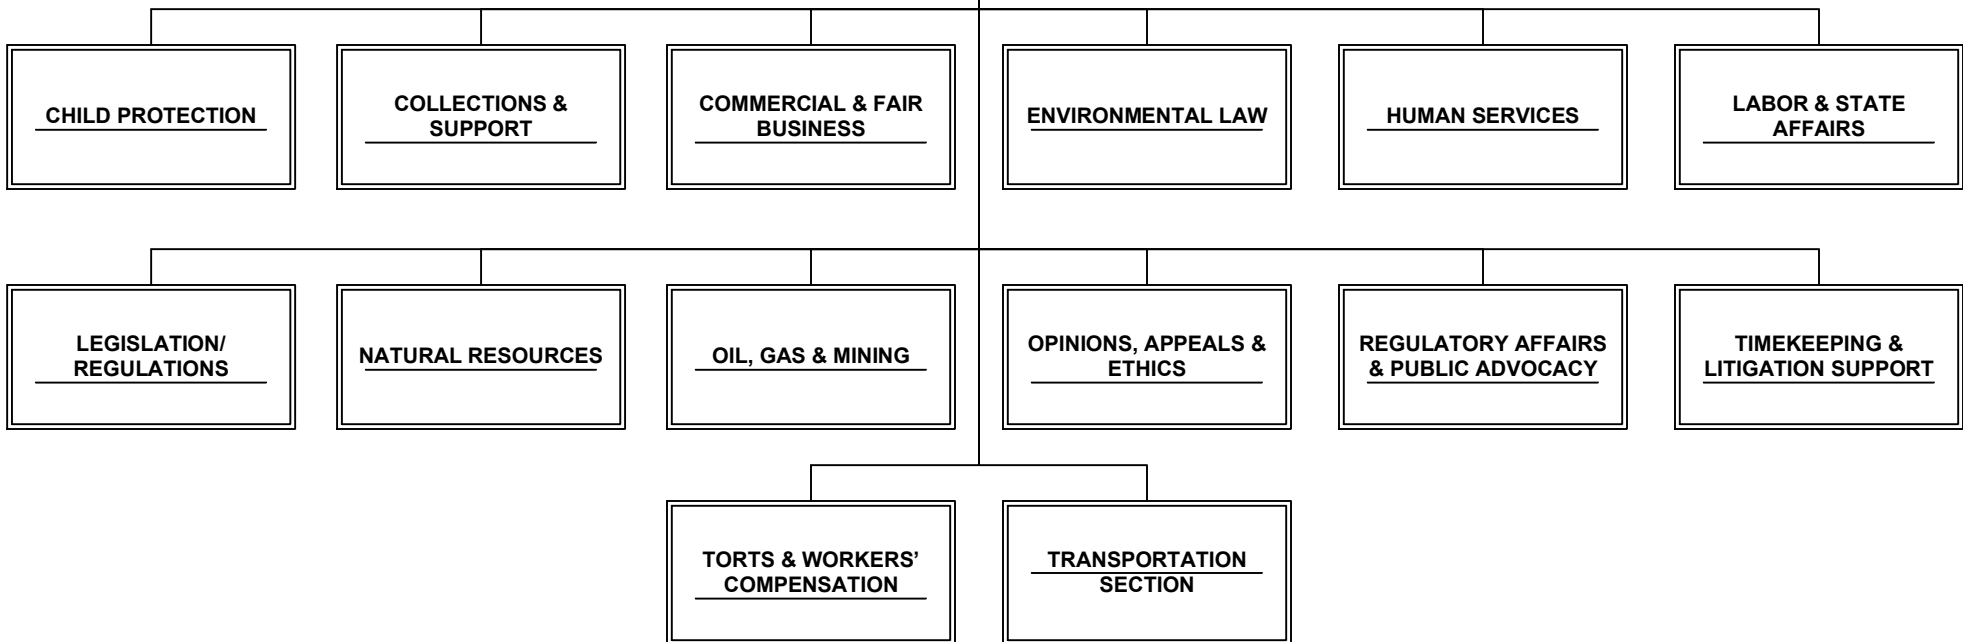 CHILD PROTECTION
COLLECTIONS &
SUPPORT
COMMERCIAL & FAIR
BUSINESS
ENVIRONMENTAL LAW
HUMAN SERVICES
LABOR & STATE
AFFAIRS
LEGISLATION/
REGULATIONS
NATURAL RESOURCES
OIL, GAS & MINING
OPINIONS, APPEALS &
ETHICS
REGULATORY AFFAIRS
& PUBLIC ADVOCACY
TIMEKEEPING &
LITIGATION SUPPORT
TORTS & WORKERS’
COMPENSATION
TRANSPORTATION
SECTION